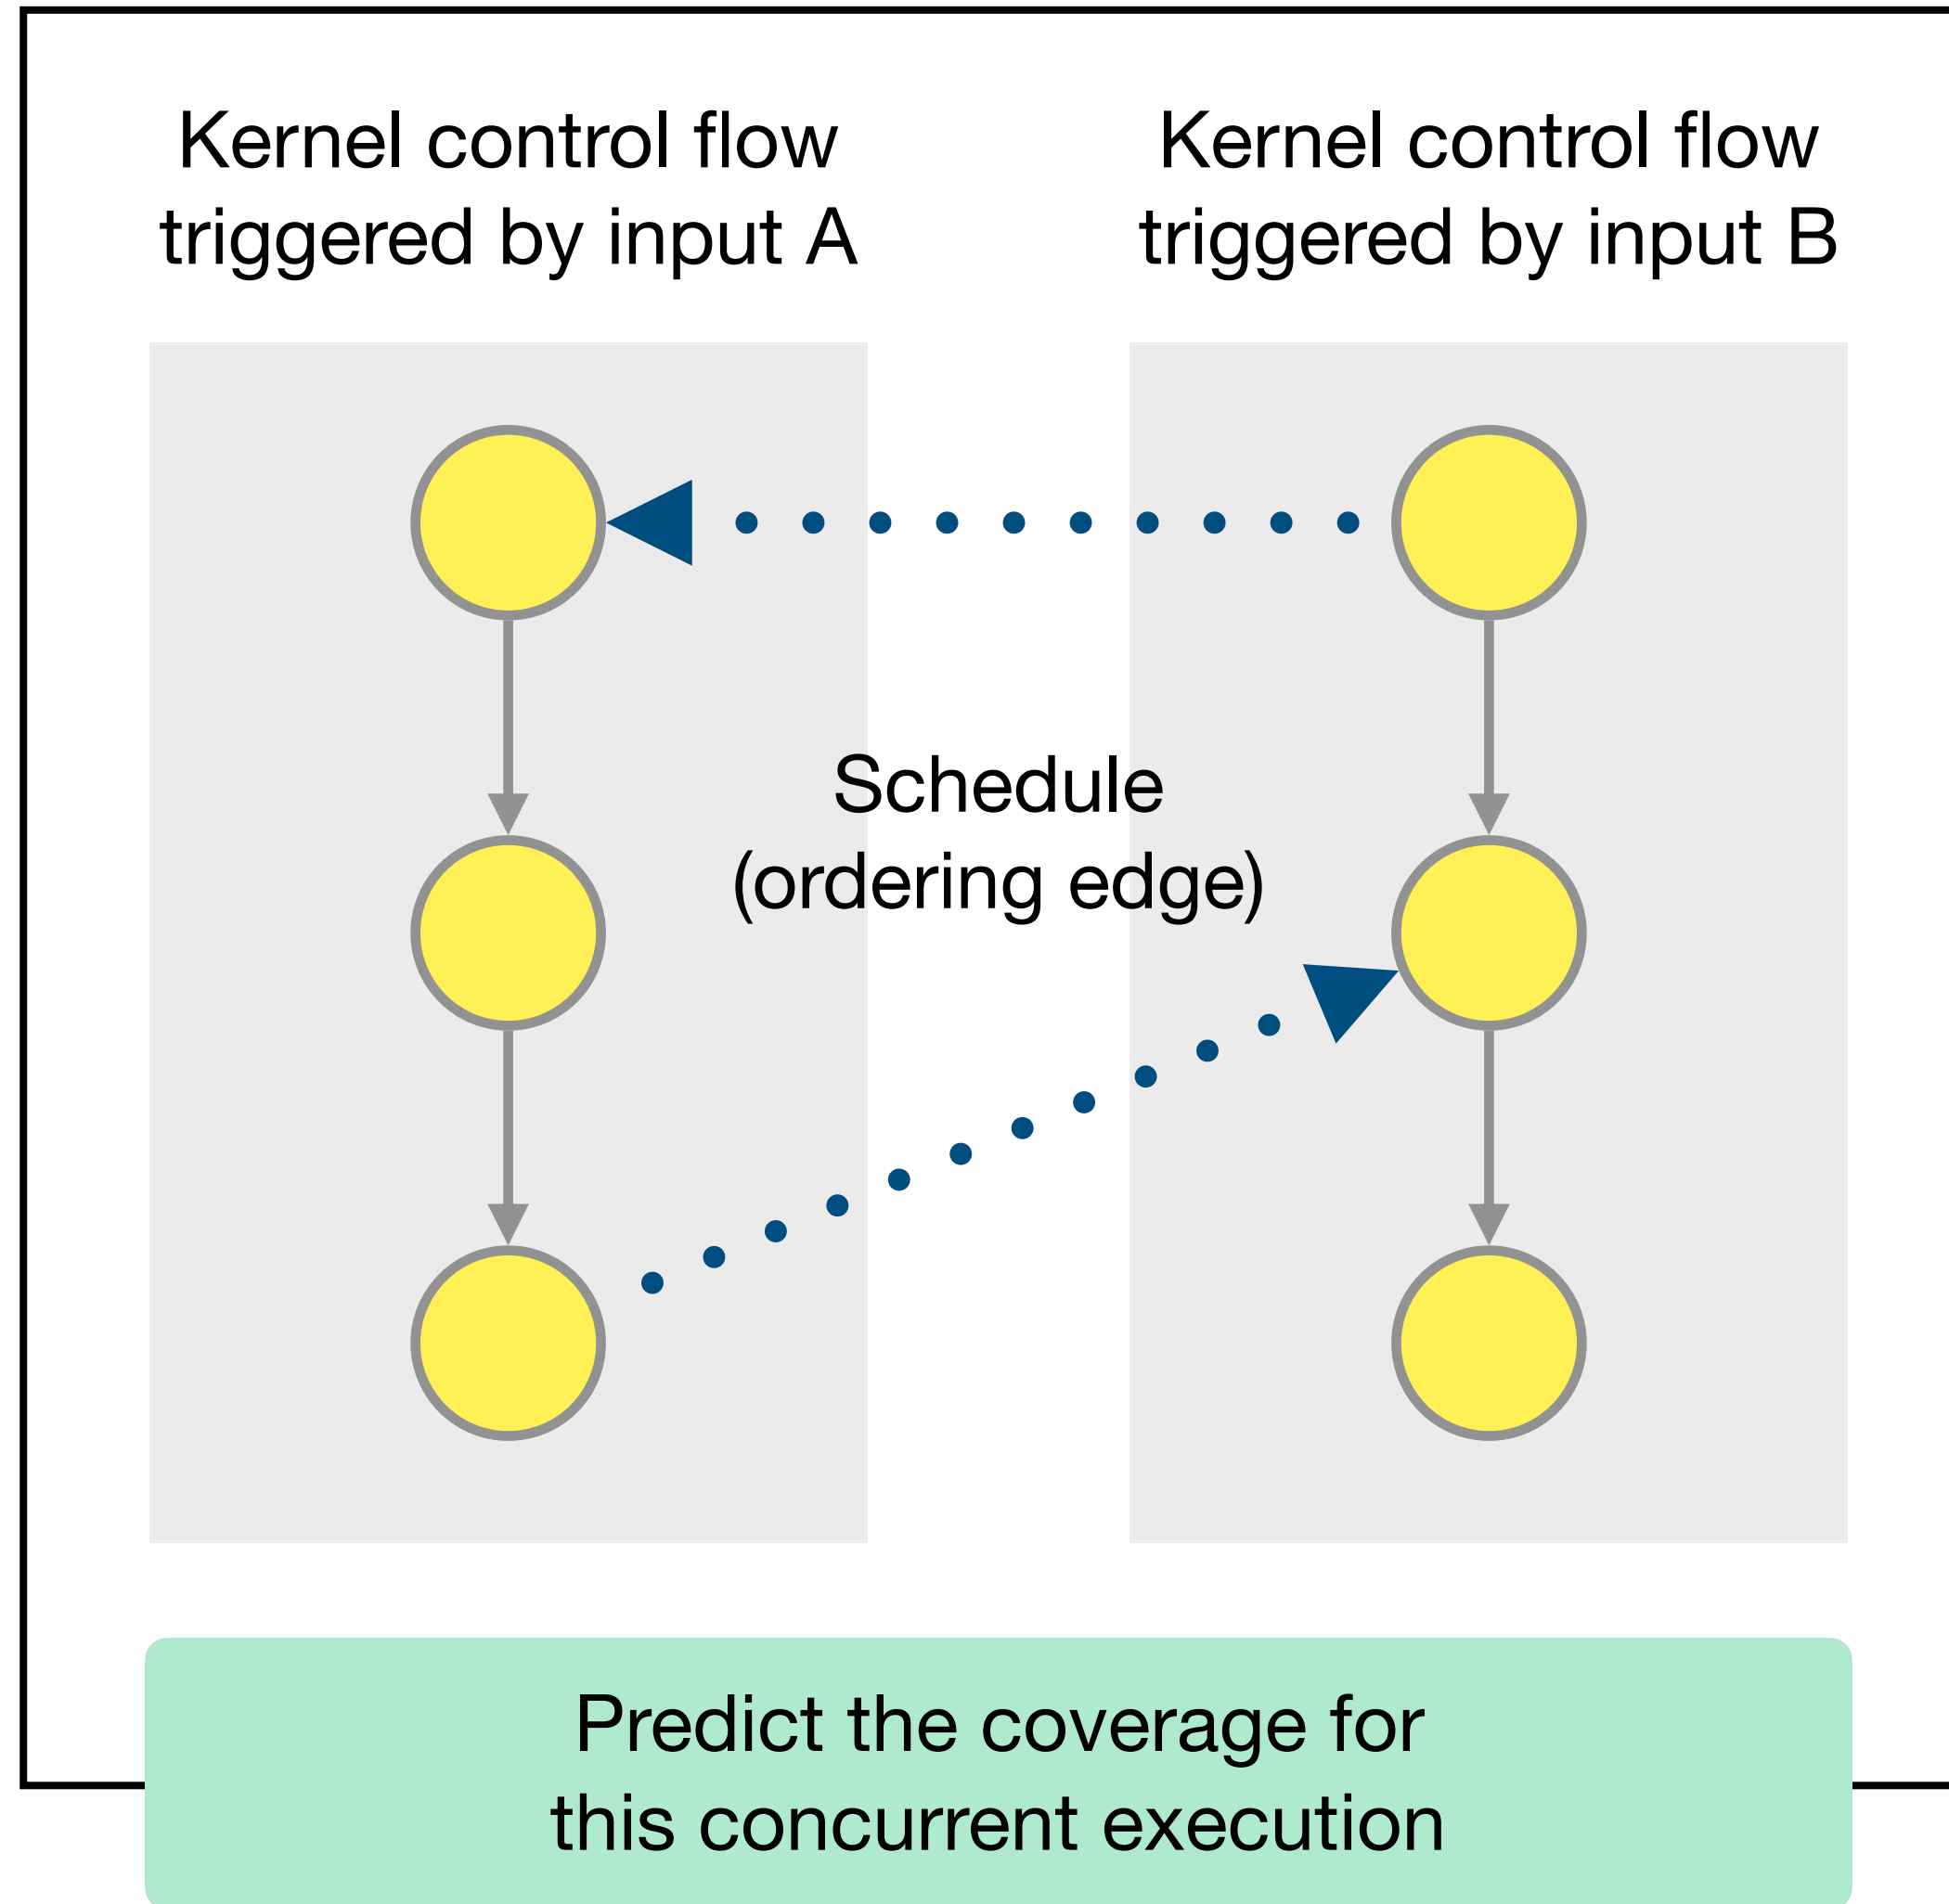 Kernel control flow
triggered by input A
Kernel control flow
triggered by input B
Schedule
(ordering edge)
Predict the coverage for
this concurrent execution